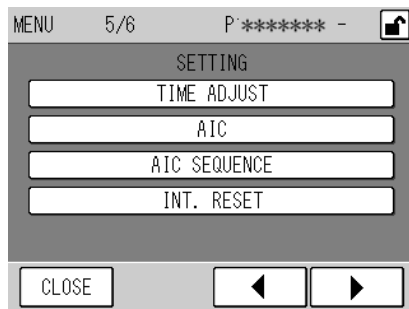 MENU 5/6 P ******* -
SETTING
TIME ADJUST
AIC
AIC SEQUENCE
INT. RESET
CLOSE